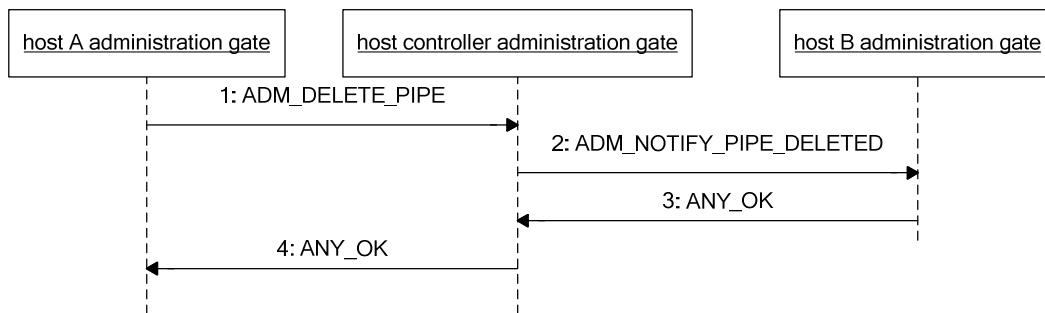 host A administration gate
host controller administration gate
host B administration gate
1: ADM_DELETE_PIPE
2: ADM_NOTIFY_PIPE_DELETED
3: ANY_OK
4: ANY_OK